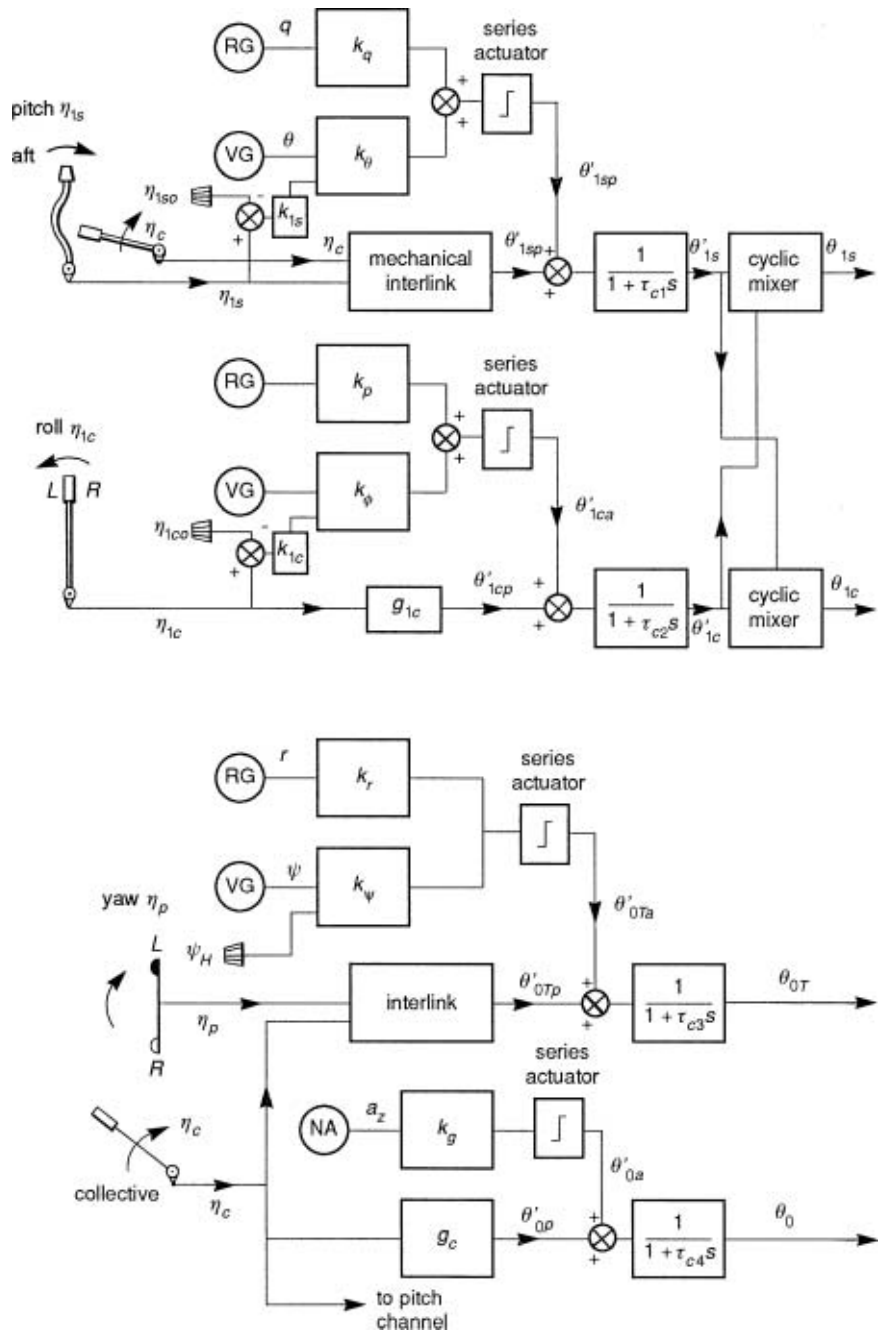 q
series
actuator
RG
k_q
+
+
pitch η_1s
aft
VG
θ
k_θ
θ'_1sp
η_1so
-
k_1s
+
η_c
η_c
mechanical
interlink
θ'_1sp
+
+
1
1 + τ_c1 s
θ'_1s
cyclic
mixer
θ_1s
η_1s
RG
k_p
series
actuator
+
+
roll η_1c
L R
VG
k_ϕ
θ'_1ca
η_1co
-
k_1c
+
η_1c
g_1c
θ'_1cp
+
+
1
1 + τ_c2 s
θ'_1c
cyclic
mixer
θ_1c
RG
r
k_r
series
actuator
VG
ψ
k_ψ
yaw η_p
L
ψ_H
θ'_0Ta
η_p
R
interlink
θ'_0Tp
+
+
1
1 + τ_c3 s
θ_0T
series
actuator
NA
a_z
k_g
η_c
collective
η_c
θ'_0a
g_c
θ'_0p
+
+
1
1 + τ_c4 s
θ_0
to pitch
channel